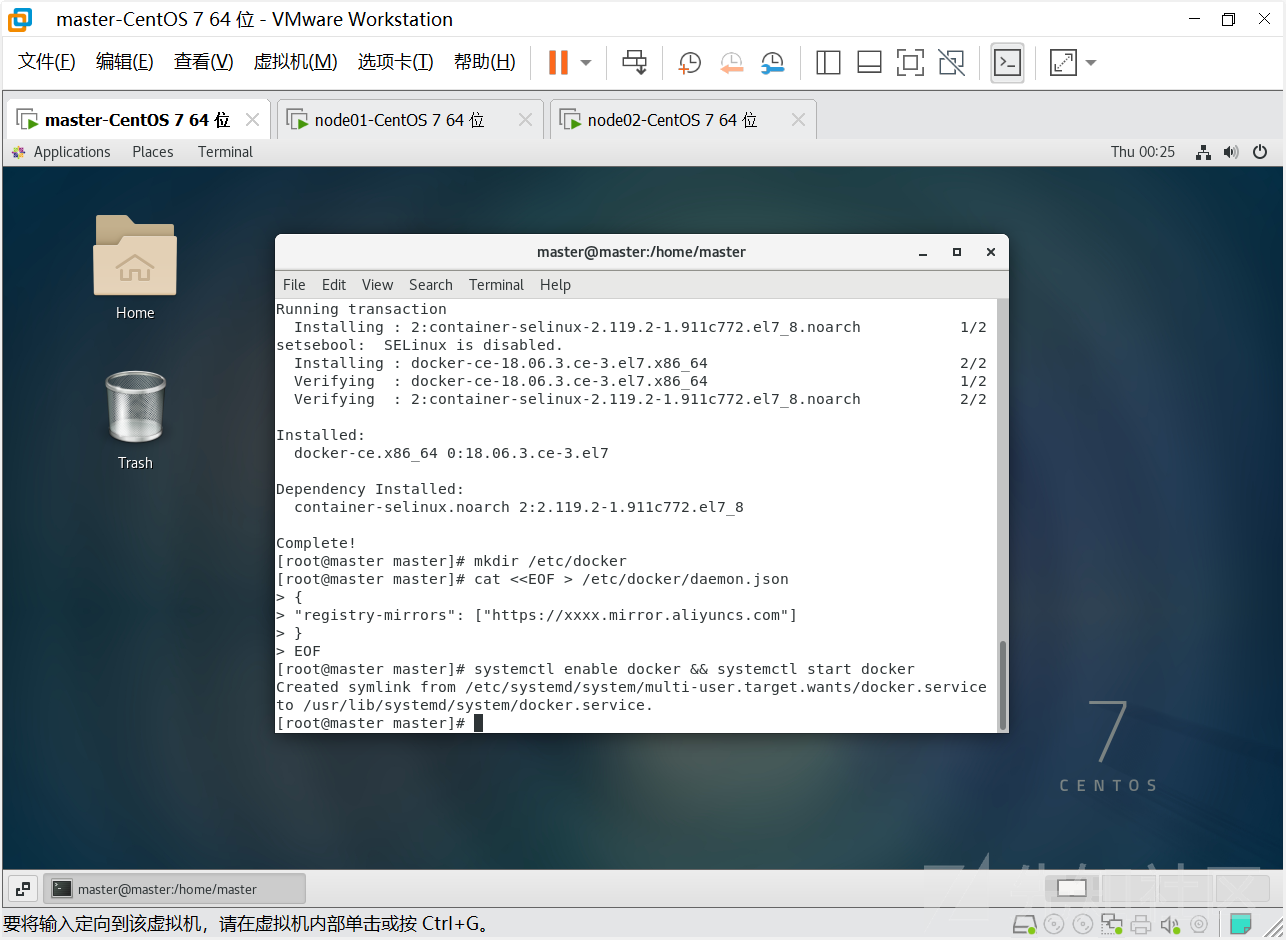 master-CentOS 7 64 位 - VMware Workstation
文件(F) 编辑(E) 查看(V) 虚拟机(M) 选项卡(T) 帮助(H)
master-CentOS 7 64 位 node01-CentOS 7 64 位 node02-CentOS 7 64 位
Applications Places Terminal Thu 00:25
Home
Trash
master@master:/home/master
File Edit View Search Terminal Help
Running transaction
  Installing : 2:container-selinux-2.119.2-1.911c772.el7_8.noarch 1/2
setsebool:  SELinux is disabled.
  Installing : docker-ce-18.06.3.ce-3.el7.x86_64 2/2
  Verifying  : docker-ce-18.06.3.ce-3.el7.x86_64 1/2
  Verifying  : 2:container-selinux-2.119.2-1.911c772.el7_8.noarch 2/2
Installed:
  docker-ce.x86_64 0:18.06.3.ce-3.el7
Dependency Installed:
  container-selinux.noarch 2:2.119.2-1.911c772.el7_8
Complete!
[root@master master]# mkdir /etc/docker
[root@master master]# cat <<EOF > /etc/docker/daemon.json
> {
> "registry-mirrors": ["https://xxxx.mirror.aliyuncs.com"]
> }
> EOF
[root@master master]# systemctl enable docker && systemctl start docker
Created symlink from /etc/systemd/system/multi-user.target.wants/docker.service
to /usr/lib/systemd/system/docker.service.
[root@master master]#
7
CENTOS
master@master:/home/master
要将输入定向到该虚拟机，请在虚拟机内部单击或按 Ctrl+G。